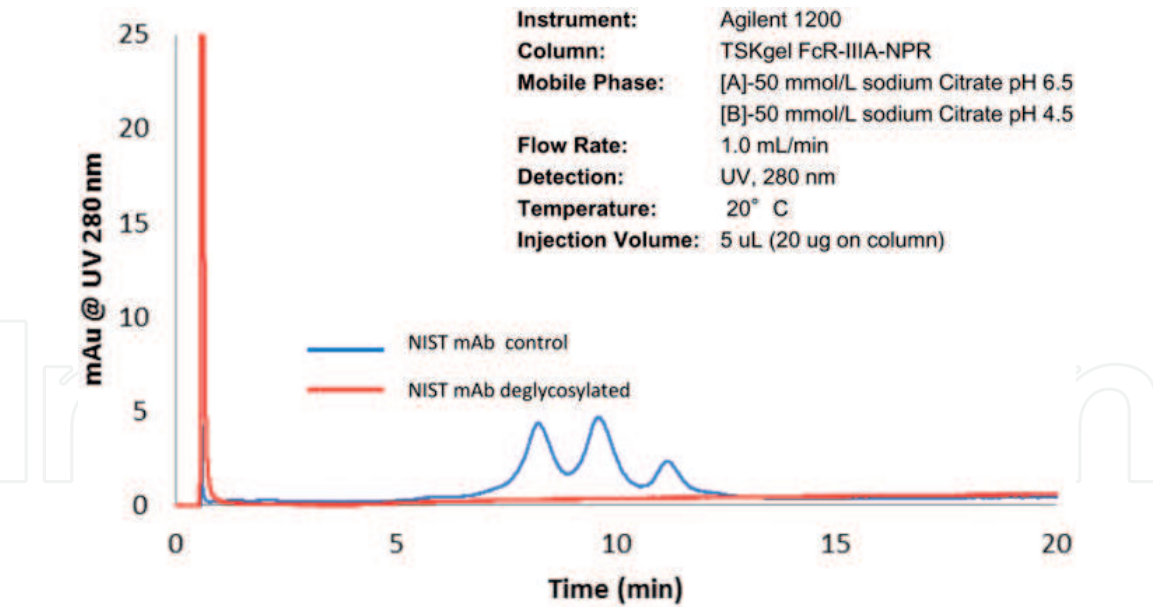 Instrument: Agilent 1200
Column: TSKgel FcR-IIIA-NPR
Mobile Phase: [A]-50 mmol/L sodium Citrate pH 6.5
[B]-50 mmol/L sodium Citrate pH 4.5
Flow Rate: 1.0 mL/min
Detection: UV, 280 nm
Temperature: 20° C
Injection Volume: 5 uL (20 ug on column)
mAu @ UV 280 nm
25
20
15
10
5
0
NIST mAb control
NIST mAb deglycosylated
0 5 10 15 20
Time (min)